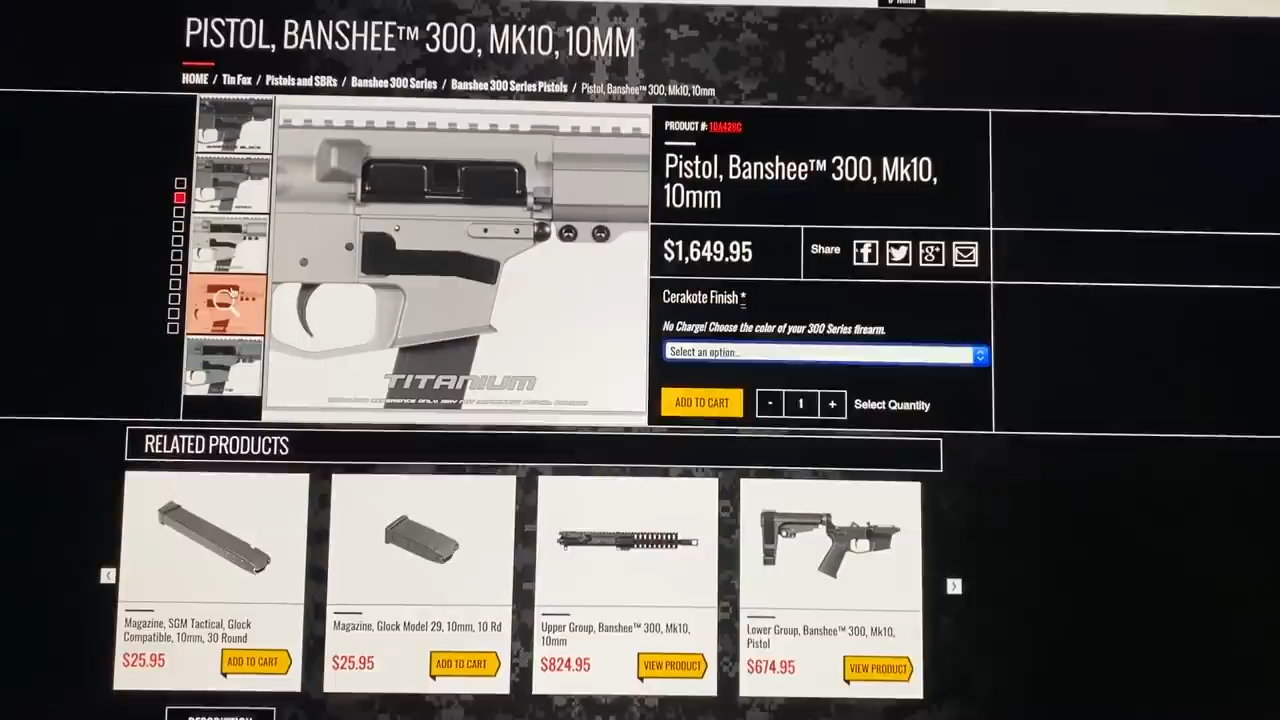 PISTOL, BANSHEE™ 300, MK10, 10MM
HOME / Tin Fox / Pistols and SBRs / Banshee 300 Series / Banshee 300 Series Pistols / Pistol, Banshee™ 300, Mk10, 10mm
PRODUCT #: 10A42BC
Pistol, Banshee™ 300, Mk10,
10mm
$1,649.95
Share
Cerakote Finish *
No Charge! Choose the color of your 300 Series firearm.
Select an option...
ADD TO CART
- 1 +
Select Quantity
TITANIUM
RELATED PRODUCTS
Magazine, SGM Tactical, Glock
Compatible, 10mm, 30 Round
$25.95
ADD TO CART
Magazine, Glock Model 29, 10mm, 10 Rd
$25.95
ADD TO CART
Upper Group, Banshee™ 300, Mk10,
10mm
$824.95
VIEW PRODUCT
Lower Group, Banshee™ 300, Mk10,
Pistol
$674.95
VIEW PRODUCT
DESCRIPTION